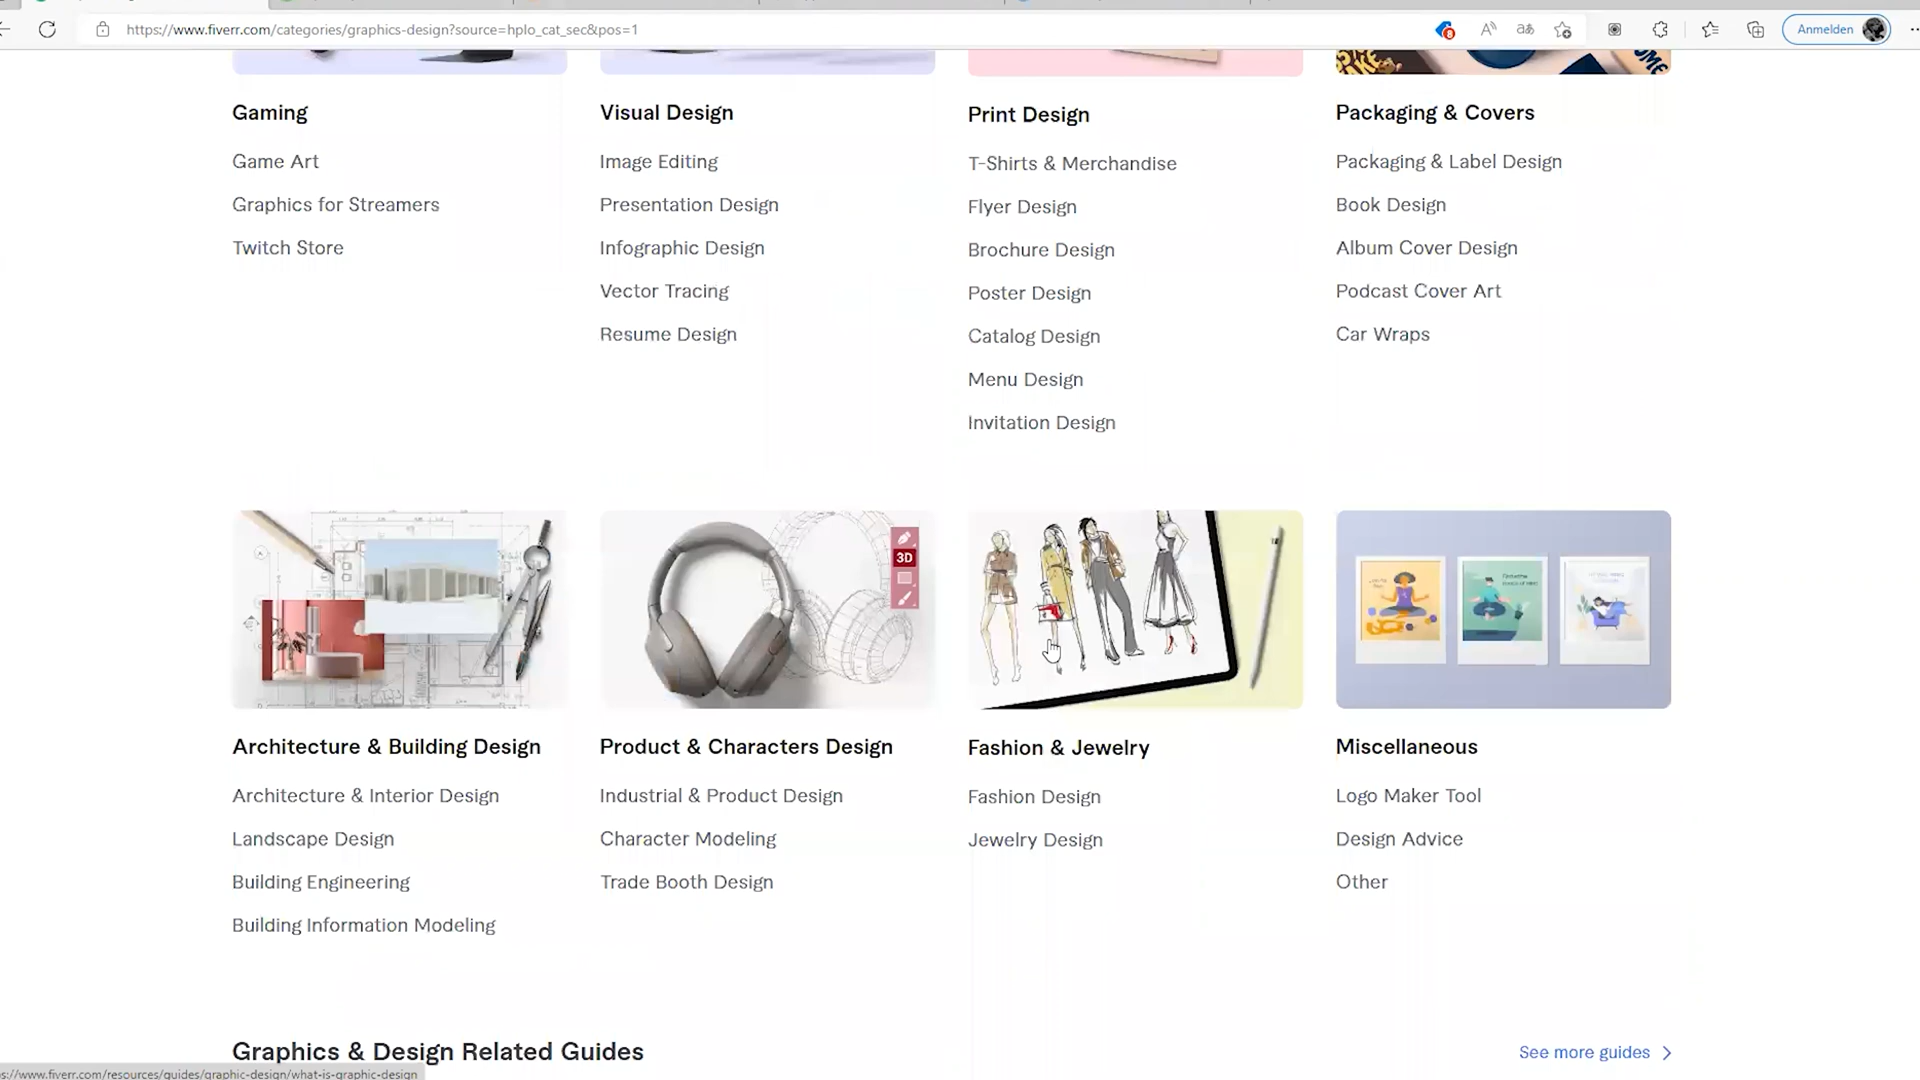 https://www.fiverr.com/categories/graphics-design?source=hplo_cat_sec&pos=1
Anmelden
Gaming
Game Art
Graphics for Streamers
Twitch Store
Visual Design
Image Editing
Presentation Design
Infographic Design
Vector Tracing
Resume Design
Print Design
T-Shirts & Merchandise
Flyer Design
Brochure Design
Poster Design
Catalog Design
Menu Design
Invitation Design
Packaging & Covers
Packaging & Label Design
Book Design
Album Cover Design
Podcast Cover Art
Car Wraps
3D
Architecture & Building Design
Architecture & Interior Design
Landscape Design
Building Engineering
Building Information Modeling
Product & Characters Design
Industrial & Product Design
Character Modeling
Trade Booth Design
Fashion & Jewelry
Fashion Design
Jewelry Design
Miscellaneous
Logo Maker Tool
Design Advice
Other
Graphics & Design Related Guides
See more guides
s://www.fiverr.com/resources/guides/graphic-design/what-is-graphic-design